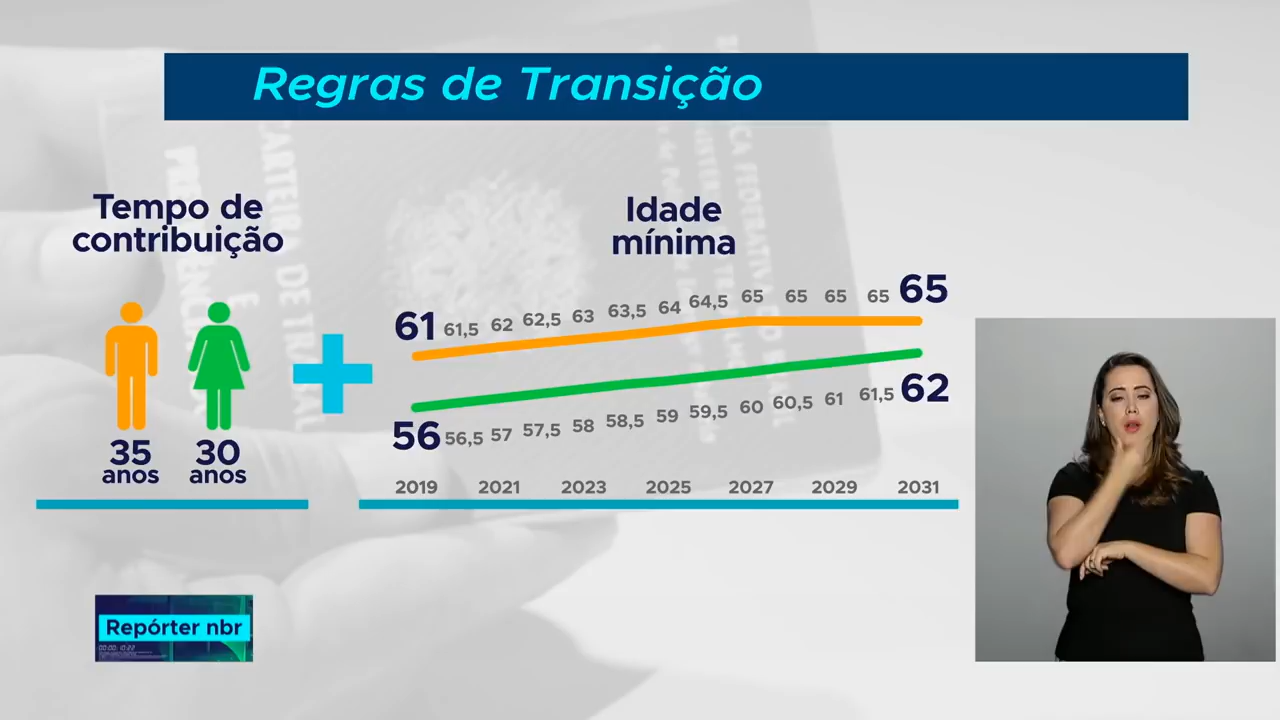 Regras de Transição
Tempo de
contribuição
35
anos
30
anos
Idade
mínima
61 61,5 62 62,5 63 63,5 64 64,5 65 65 65 65 65
56 56,5 57 57,5 58 58,5 59 59,5 60 60,5 61 61,5 62
2019 2021 2023 2025 2027 2029 2031
Repórter nbr
CARTEIRA DE TRABAL